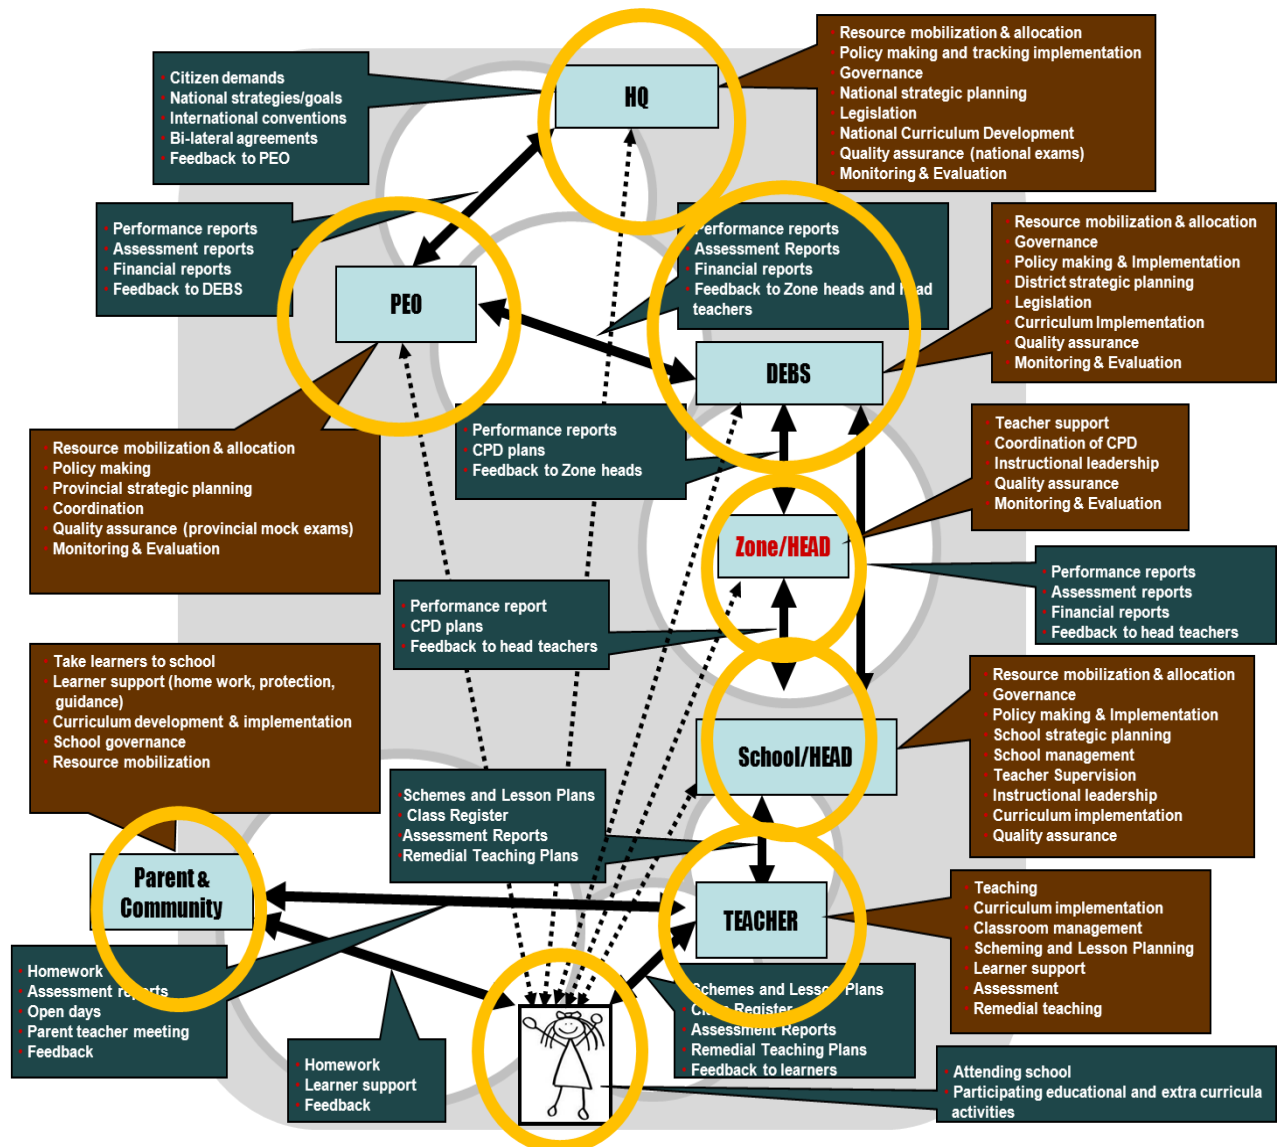 Resource mobilization & allocation
Policy making and tracking implementation
Governance
National strategic planning
Legislation
National Curriculum Development
Quality assurance (national exams)
Monitoring & Evaluation
HQ
Citizen demands
National strategies/goals
International conventions
Bi-lateral agreements
Feedback to PEO
Performance reports
Assessment reports
Financial reports
Feedback to DEBS
Performance reports
Assessment Reports
Financial reports
Feedback to Zone heads and head
teachers
Resource mobilization & allocation
Governance
Policy making & Implementation
District strategic planning
Legislation
Curriculum Implementation
Quality assurance
Monitoring & Evaluation
PEO
DEBS
Performance reports
CPD plans
Feedback to Zone heads
Teacher support
Coordination of CPD
Instructional leadership
Quality assurance
Monitoring & Evaluation
Resource mobilization & allocation
Policy making
Provincial strategic planning
Coordination
Quality assurance (provincial mock exams)
Monitoring & Evaluation
Zone/HEAD
Performance reports
Assessment reports
Financial reports
Feedback to head teachers
Performance report
CPD plans
Feedback to head teachers
Take learners to school
Learner support (home work, protection,
guidance)
Curriculum development & implementation
School governance
Resource mobilization
Resource mobilization & allocation
Governance
Policy making & Implementation
School strategic planning
School management
Teacher Supervision
Instructional leadership
Curriculum implementation
Quality assurance
School/HEAD
Schemes and Lesson Plans
Class Register
Assessment Reports
Remedial Teaching Plans
Parent &
Community
TEACHER
Teaching
Curriculum implementation
Classroom management
Scheming and Lesson Planning
Learner support
Assessment
Remedial teaching
Homework
Assessment reports
Open days
Parent teacher meeting
Feedback
Schemes and Lesson Plans
Class Register
Assessment Reports
Remedial Teaching Plans
Feedback to learners
Homework
Learner support
Feedback
Attending school
Participating educational and extra curricula
activities